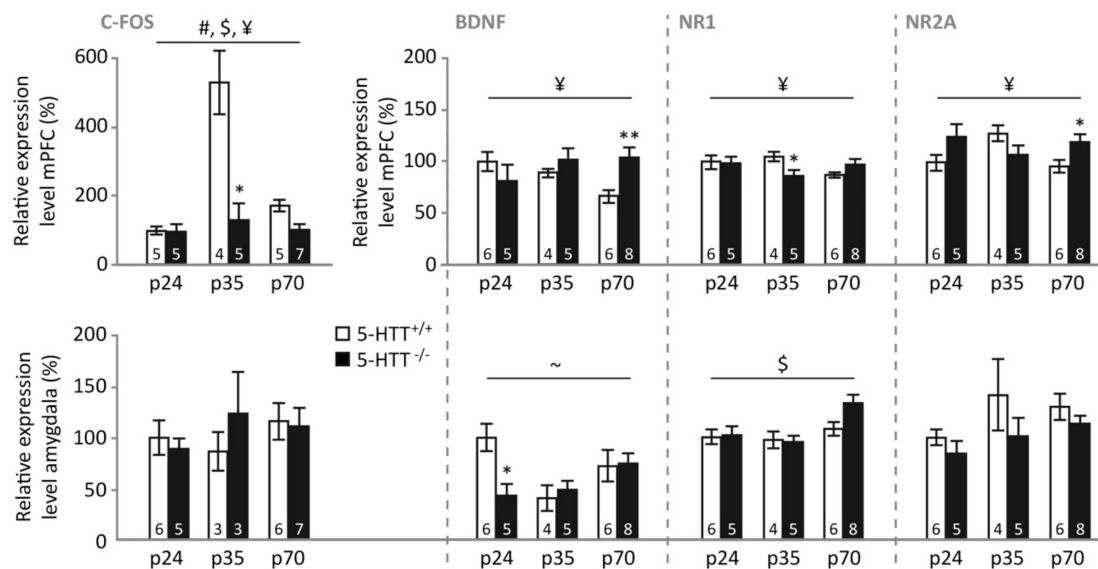 C-FOS
BDNF
NR1
NR2A
Relative expression
level mPFC (%)
600
400
200
0
#, $, ¥
*
5 5 4 5 5 7
p24 p35 p70
Relative expression
level mPFC (%)
200
150
100
50
0
¥
**
6 5 4 5 6 8
p24 p35 p70
¥
*
6 5 4 5 6 8
p24 p35 p70
¥
*
6 5 4 5 6 8
p24 p35 p70
5-HTT+/+
5-HTT-/-
Relative expression
level amygdala (%)
200
150
100
50
0
6 5 3 3 6 7
p24 p35 p70
~
*
6 5 4 5 6 8
p24 p35 p70
$
6 5 4 5 6 8
p24 p35 p70
6 5 4 5 6 8
p24 p35 p70